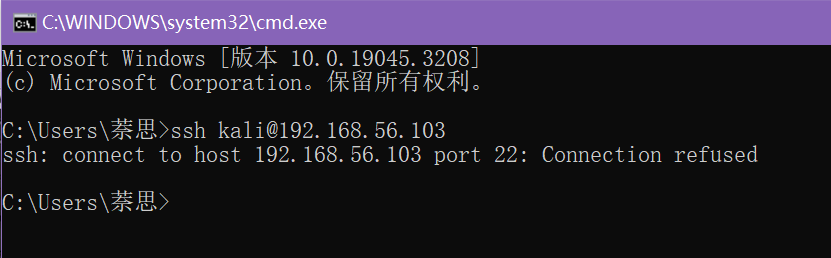 C:\WINDOWS\system32\cmd.exe
Microsoft Windows [版本 10.0.19045.3208]
(c) Microsoft Corporation。保留所有权利。
C:\Users\萘思>ssh kali@192.168.56.103
ssh: connect to host 192.168.56.103 port 22: Connection refused
C:\Users\萘思>